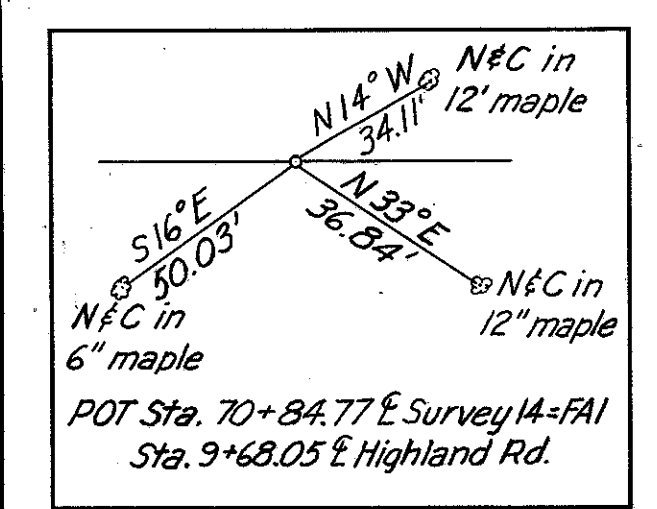 N&C in
12' maple
N14°W
34.11'
S16°E
50.03'
N33°E
36.84'
N&C in
6" maple
N&C in
12" maple
POT Sta. 70+84.77 ℄ Survey 14=FAI
Sta. 9+68.05 ℄ Highland Rd.